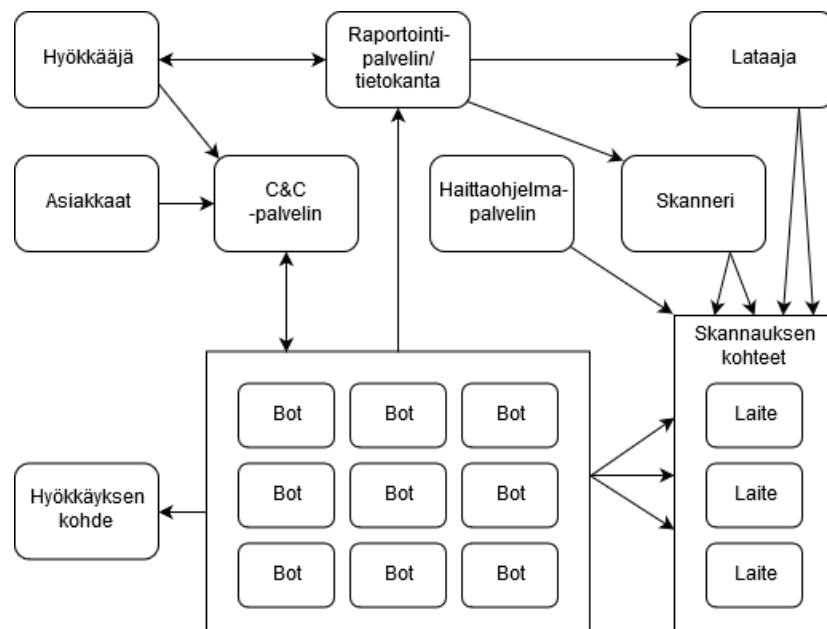 Hyökkääjä
Raportointi-
palvelin/
tietokanta
Lataaja
Asiakkaat
C&C
-palvelin
Haittaohjelma-
palvelin
Skanneri
Skannauksen
kohteet
Bot
Bot
Bot
Laite
Hyökkäyksen
kohde
Bot
Bot
Bot
Laite
Bot
Bot
Bot
Laite